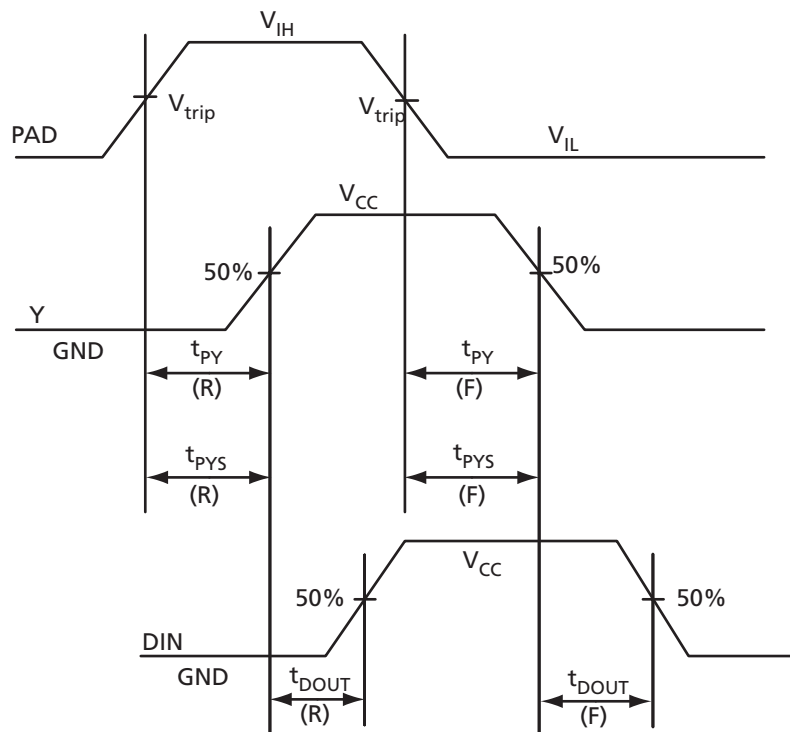 V_IH
V_trip
V_trip
PAD
V_IL
V_CC
50%
50%
Y
GND
t_PY
(R)
t_PY
(F)
t_PYS
(R)
t_PYS
(F)
V_CC
50%
50%
DIN
GND
t_DOUT
(R)
t_DOUT
(F)